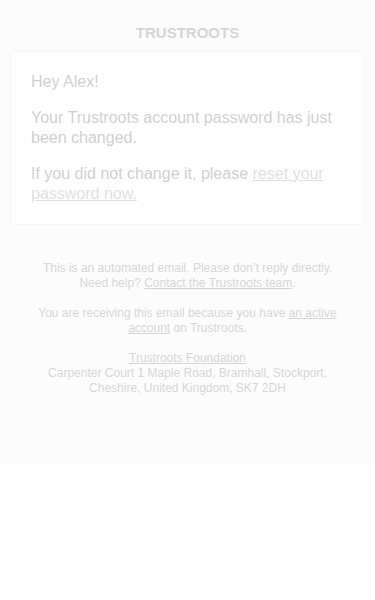 TRUSTROOTS
Hey Alex!
Your Trustroots account password has just
been changed.
If you did not change it, please reset your
password now.
This is an automated email. Please don't reply directly.
Need help? Contact the Trustroots team.
You are receiving this email because you have an active
account on Trustroots.
Trustroots Foundation
Carpenter Court 1 Maple Road, Bramhall, Stockport,
Cheshire, United Kingdom, SK7 2DH